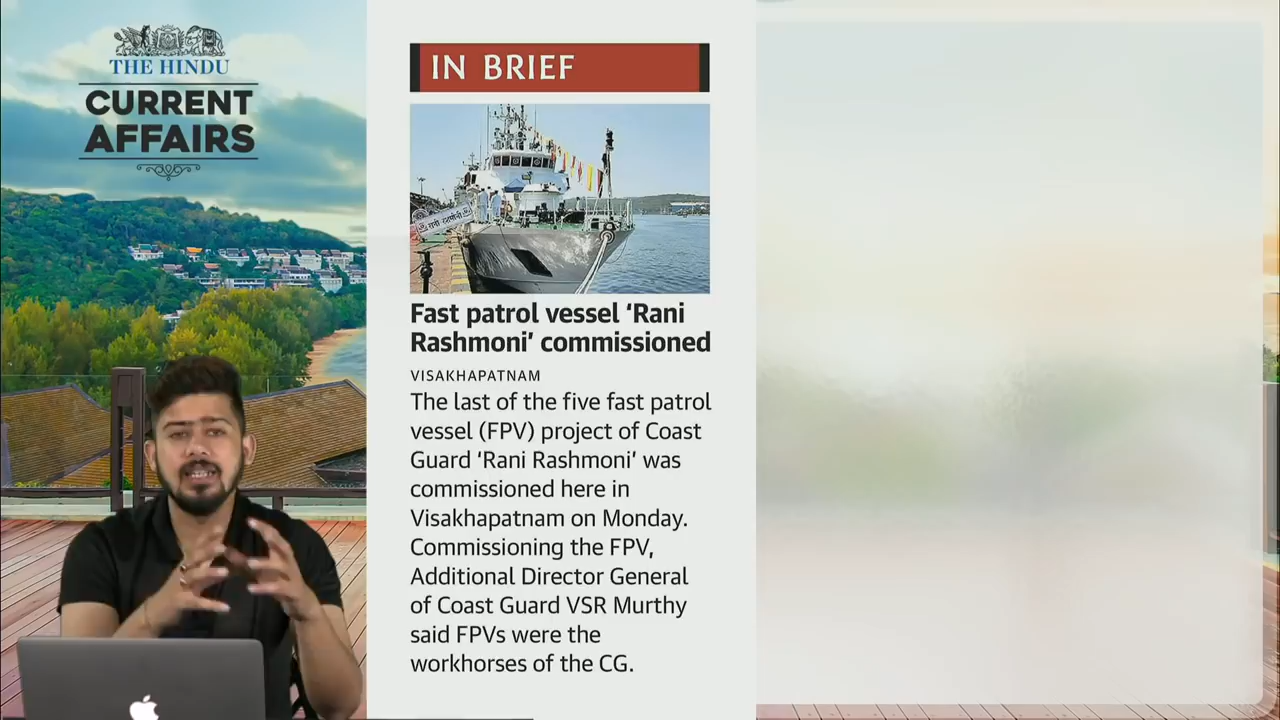 THE HINDU
CURRENT
AFFAIRS
IN BRIEF
Fast patrol vessel ‘Rani
Rashmoni’ commissioned
VISAKHAPATNAM
The last of the five fast patrol
vessel (FPV) project of Coast
Guard ‘Rani Rashmoni’ was
commissioned here in
Visakhapatnam on Monday.
Commissioning the FPV,
Additional Director General
of Coast Guard VSR Murthy
said FPVs were the
workhorses of the CG.